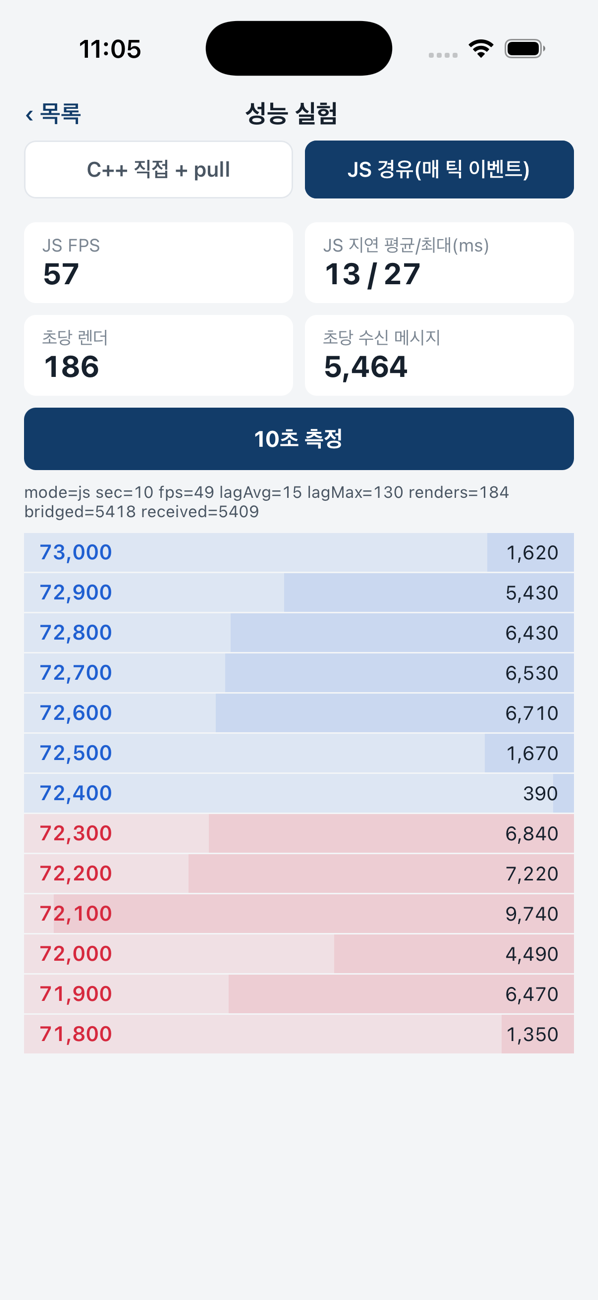 11:05
‹ 목록
성능 실험
C++ 직접 + pull
JS 경유(매 틱 이벤트)
JS FPS
57
JS 지연 평균/최대(ms)
13 / 27
초당 렌더
186
초당 수신 메시지
5,464
10초 측정
mode=js sec=10 fps=49 lagAvg=15 lagMax=130 renders=184
bridged=5418 received=5409
73,000 1,620
72,900 5,430
72,800 6,430
72,700 6,530
72,600 6,710
72,500 1,670
72,400 390
72,300 6,840
72,200 7,220
72,100 9,740
72,000 4,490
71,900 6,470
71,800 1,350